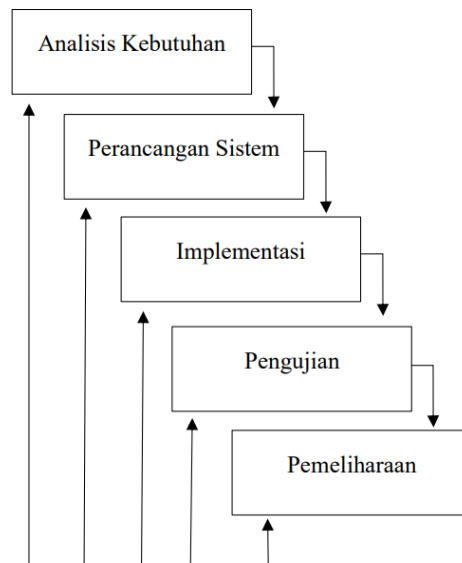 Analisis Kebutuhan
Perancangan Sistem
Implementasi
Pengujian
Pemeliharaan